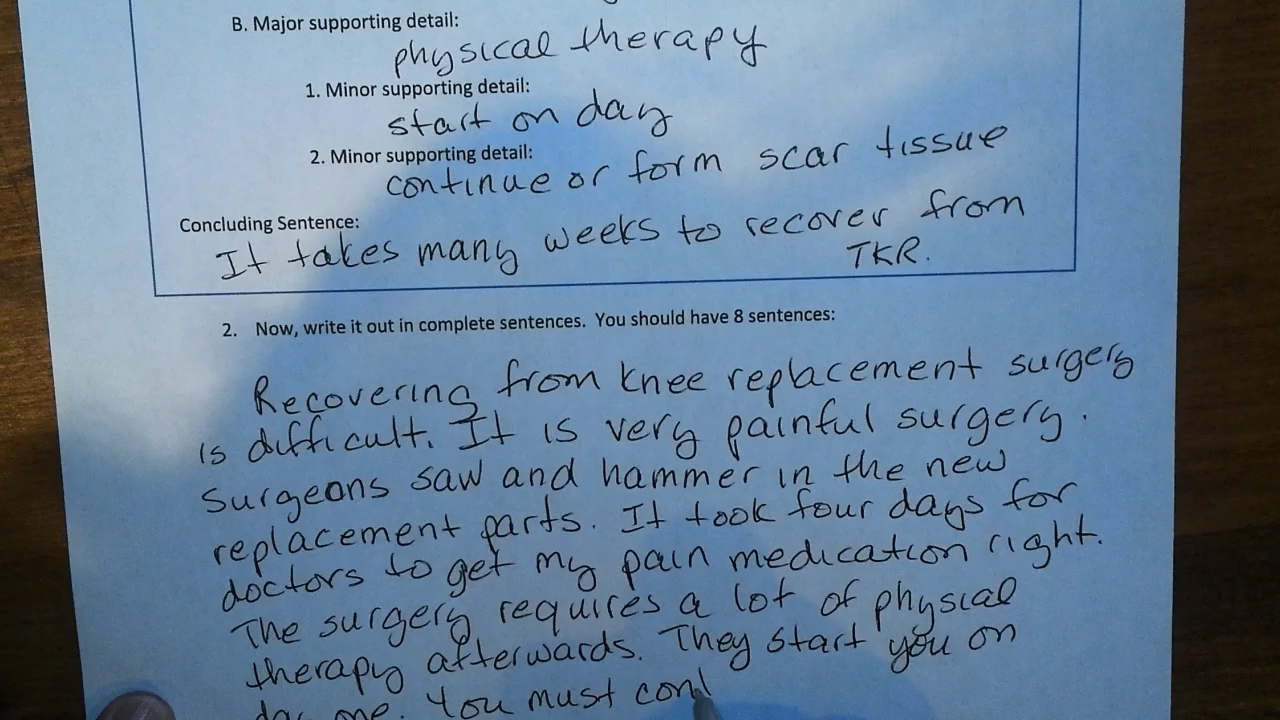 B. Major supporting detail:
physical therapy
1. Minor supporting detail:
start on day
2. Minor supporting detail:
continue or form scar tissue
Concluding Sentence:
It takes many weeks to recover from
TKR.
2. Now, write it out in complete sentences. You should have 8 sentences:
Recovering from knee replacement surgery
is difficult. It is very painful surgery.
Surgeons saw and hammer in the new
replacement parts. It took four days for
doctors to get my pain medication right.
The surgery requires a lot of physical
therapy afterwards. They start you on
day one. You must cont